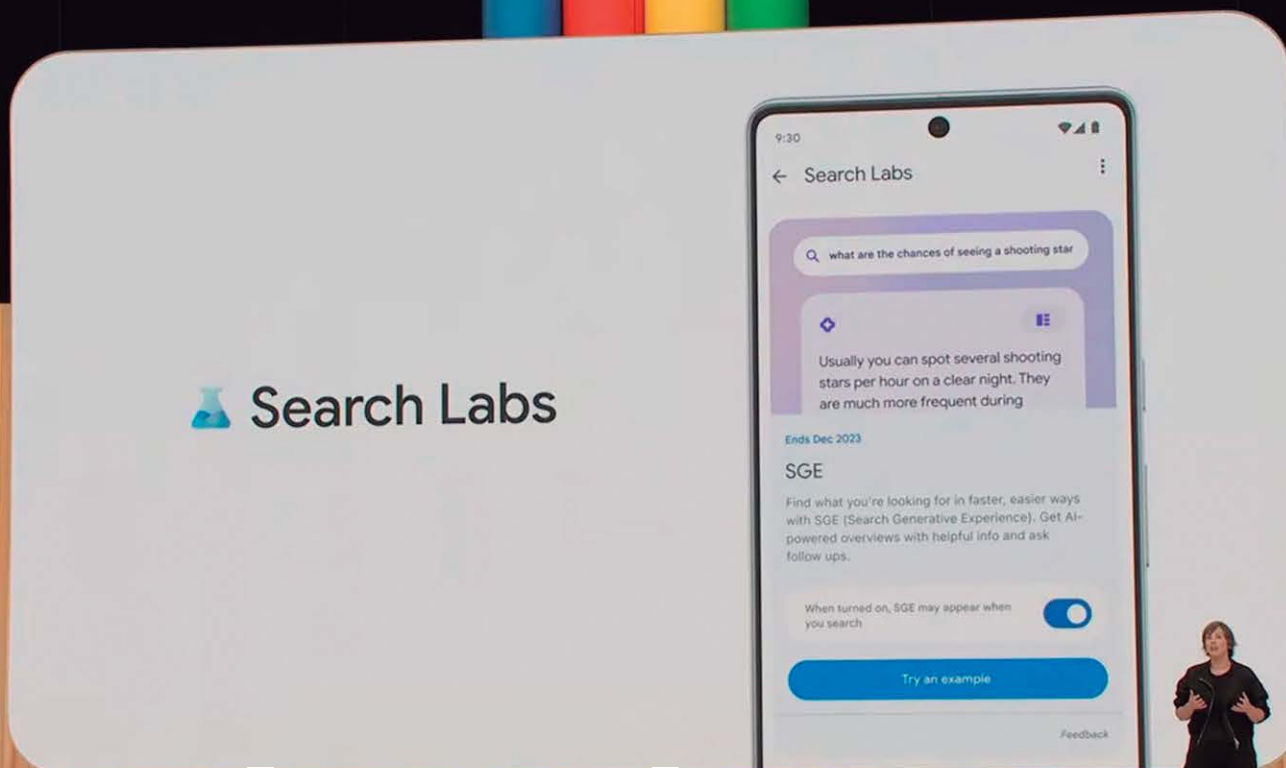 Search Labs
9:30
Search Labs
what are the chances of seeing a shooting star
Usually you can spot several shooting
stars per hour on a clear night. They
are much more frequent during
Ends Dec 2023
SGE
Find what you're looking for in faster, easier ways
with SGE (Search Generative Experience). Get AI-
powered overviews with helpful info and ask
follow ups.
When turned on, SGE may appear when
you search
Try an example
Feedback